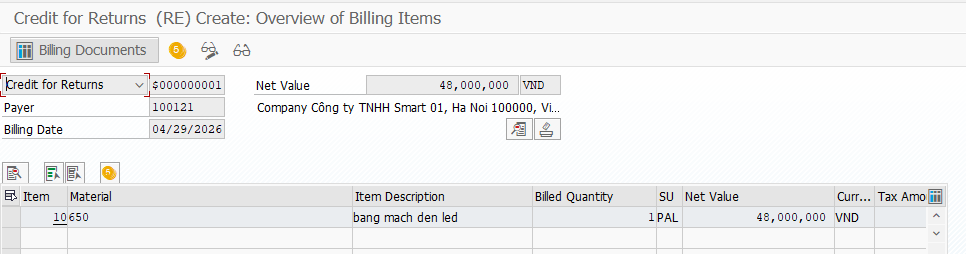 Credit for Returns (RE) Create: Overview of Billing Items
Billing Documents
Credit for Returns $000000001 Net Value 48,000,000 VND
Payer 100121 Company Công ty TNHH Smart 01, Ha Noi 100000, Vi...
Billing Date 04/29/2026
Item Material Item Description Billed Quantity SU Net Value Curr... Tax Amo
10 650 bang mach den led 1 PAL 48,000,000 VND